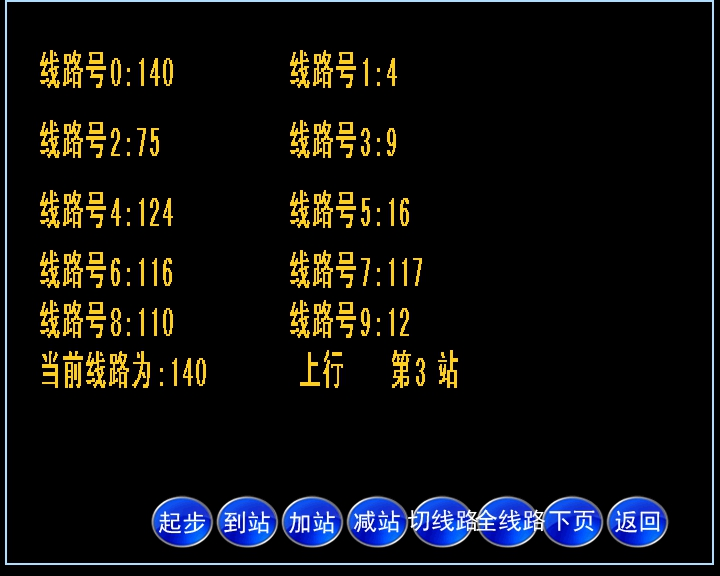 线路号0:140 线路号1:4
线路号2:75 线路号3:9
线路号4:124 线路号5:16
线路号6:116 线路号7:117
线路号8:110 线路号9:12
当前线路为:140 上行 第3 站
起步 到站 加站 减站 切线路 全线路 下页 返回